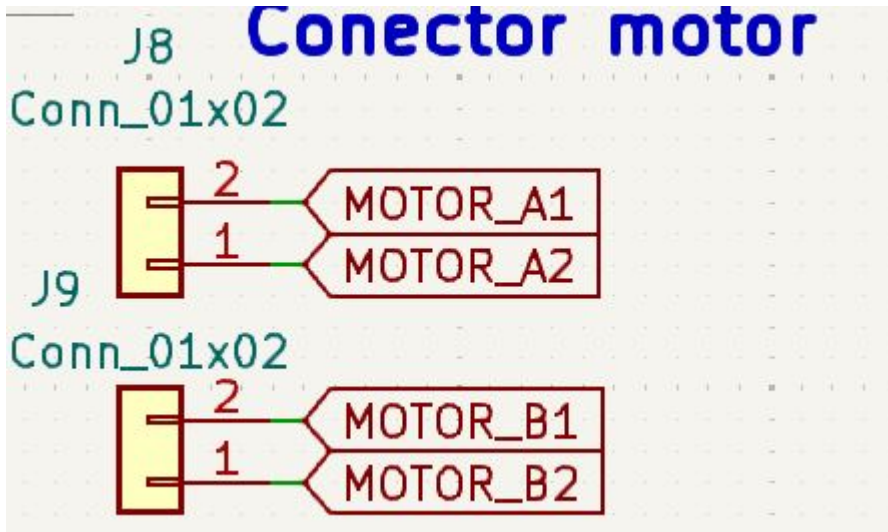 Conector motor
J8
Conn_01x02
2
MOTOR_A1
1
MOTOR_A2
J9
Conn_01x02
2
MOTOR_B1
1
MOTOR_B2